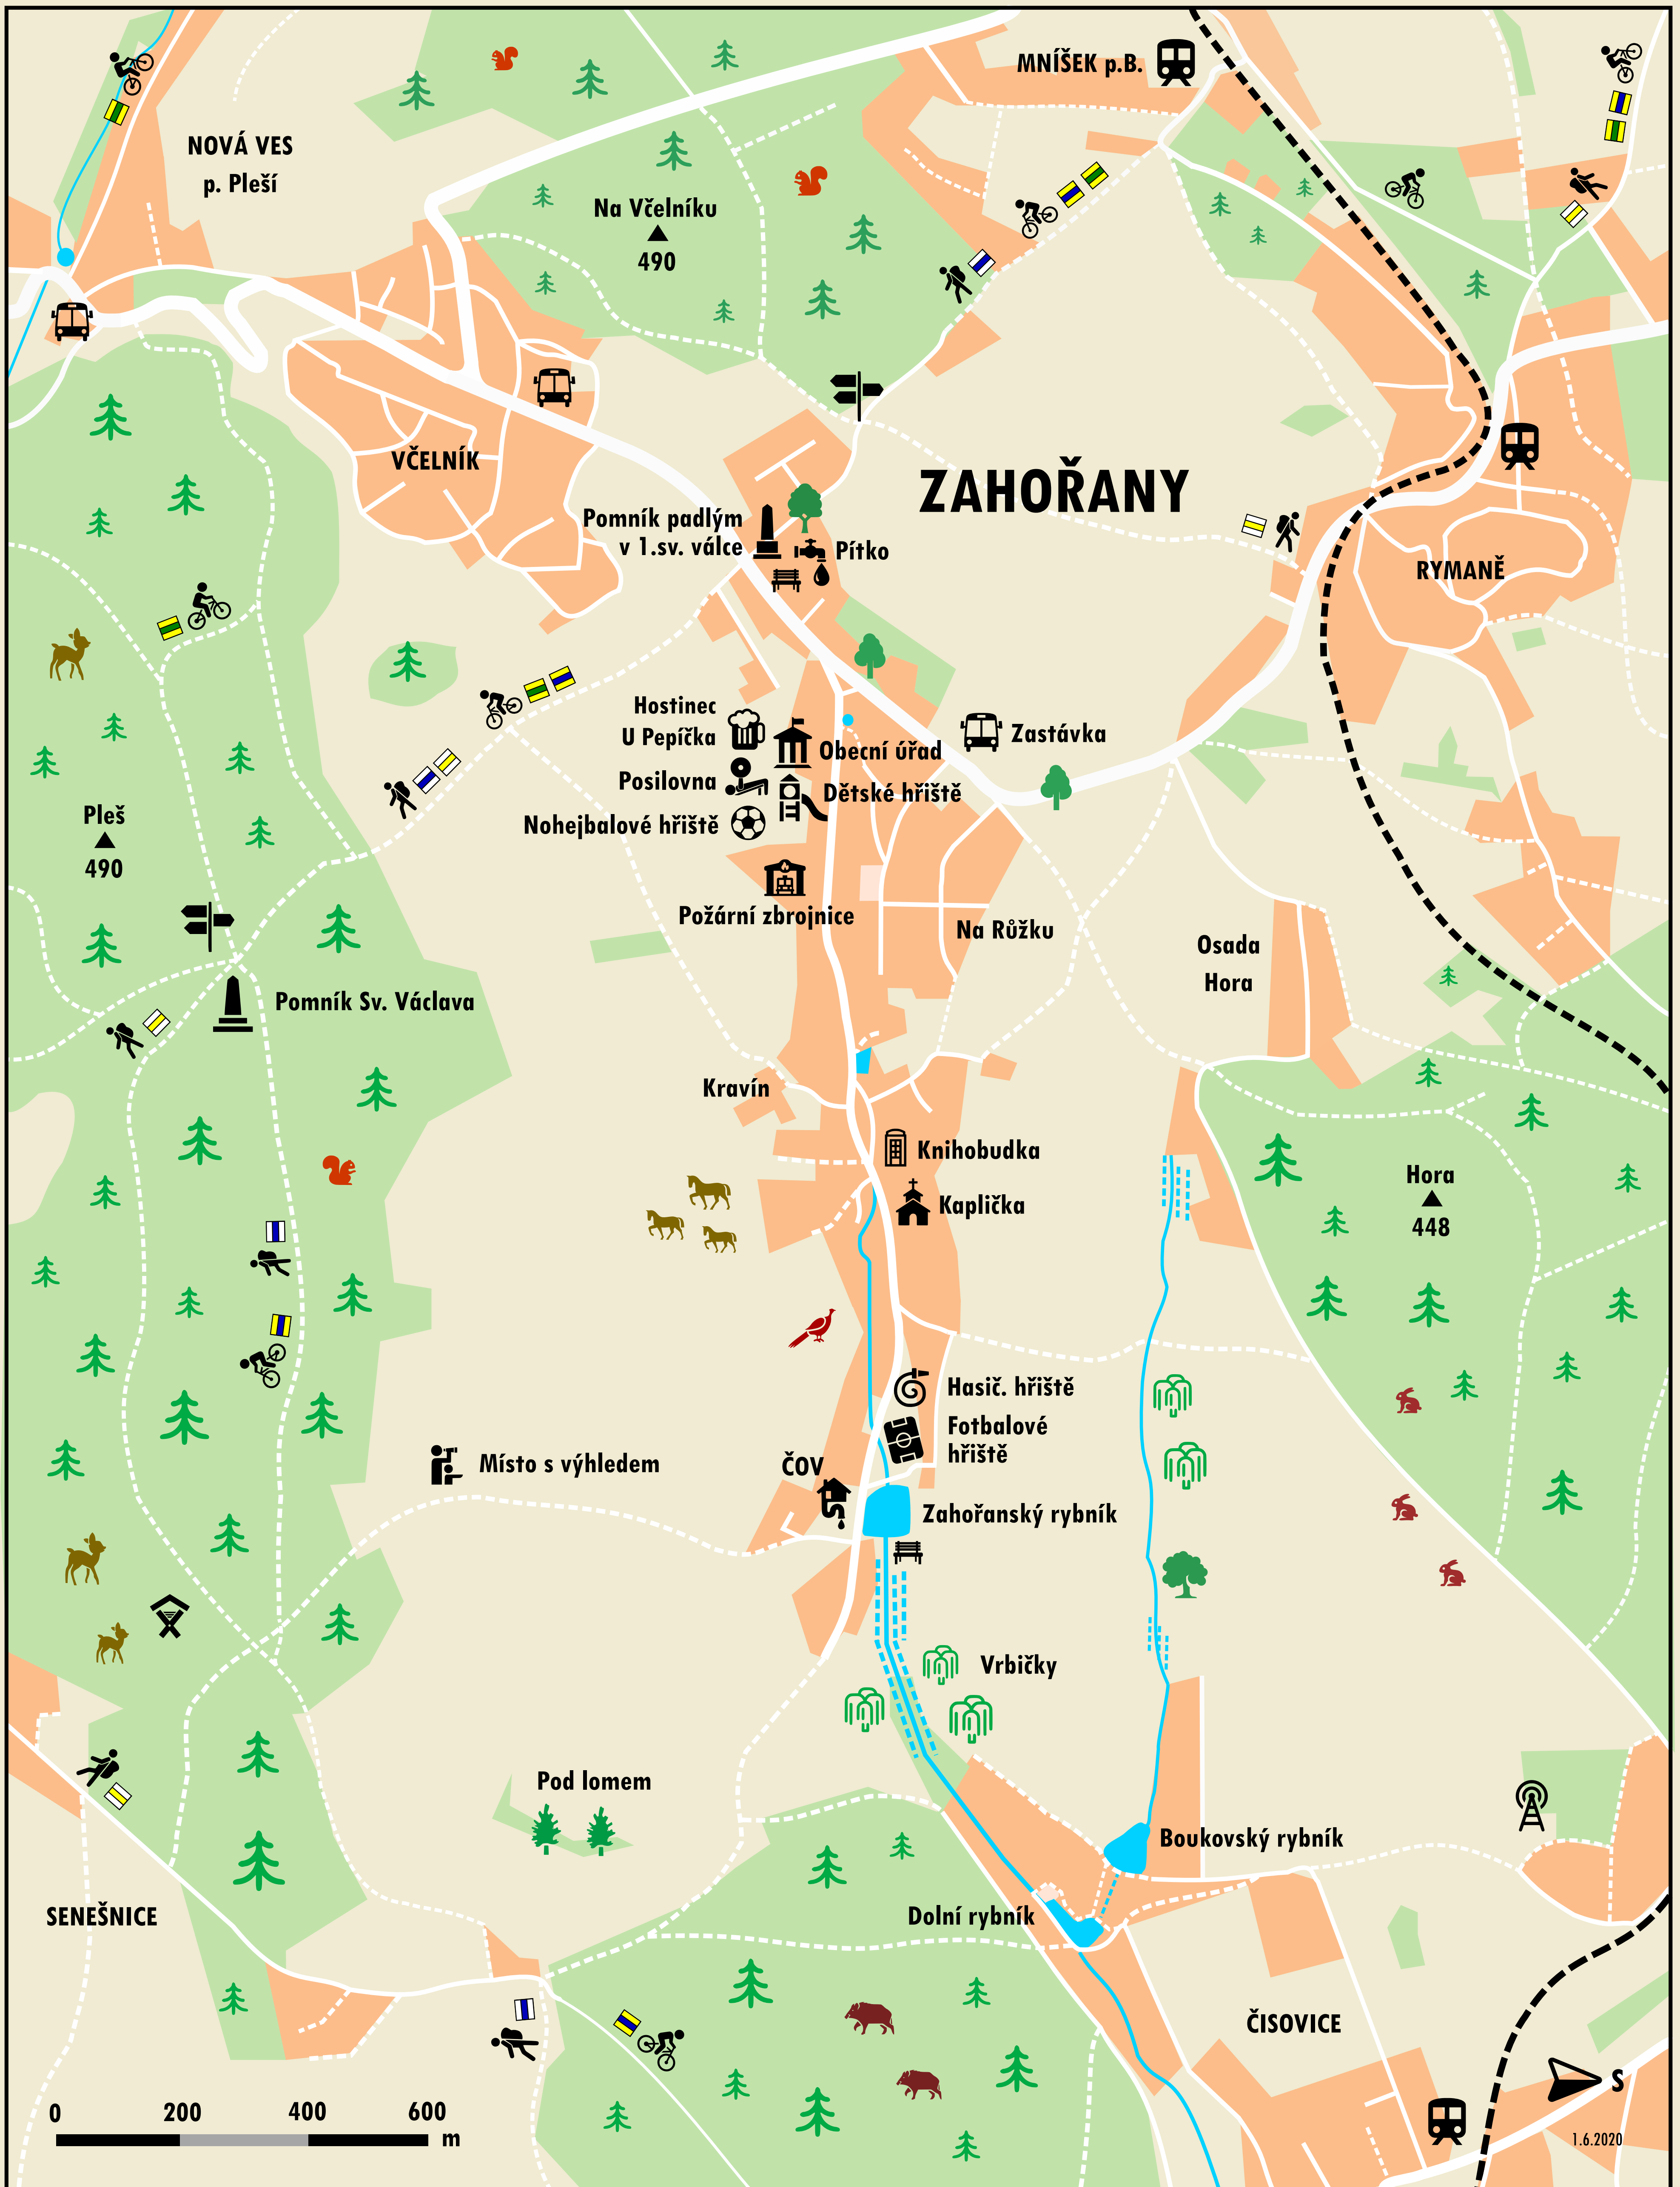 MNÍŠEK p.B.
NOVÁ VES
p. Pleší
Na Včelníku
490
VČELNÍK
ZAHOŘANY
Pomník padlým
v 1.sv. válce
Pítko
RYMANĚ
Hostinec
U Pepíčka
Obecní úřad
Zastávka
Posilovna
Dětské hřiště
Nohejbalové hřiště
Pleš
490
Požární zbrojnice
Na Růžku
Osada
Hora
Pomník Sv. Václava
Kravín
Knihobudka
Hora
448
Kaplička
Hasič. hřiště
Fotbalové
hřiště
Místo s výhledem
ČOV
Zahořanský rybník
Vrbičky
Pod lomem
Boukovský rybník
SENEŠNICE
Dolní rybník
ČISOVICE
S
0 200 400 600
m
1.6.2020